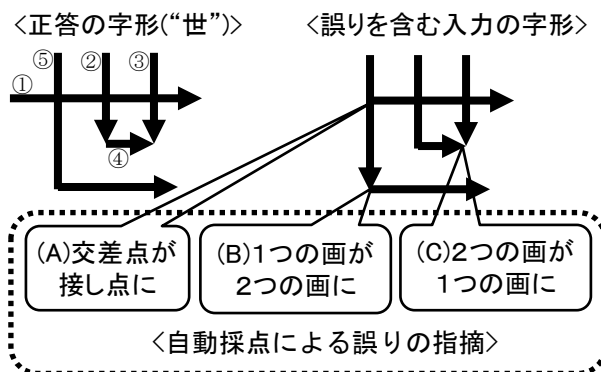 <正答の字形(“世”)>
<誤りを含む入力の字形>
⑤ ② ③
①
④
(A)交差点が
接し点に
(B)1つの画が
2つの画に
(C)2つの画が
1つの画に
<自動採点による誤りの指摘>